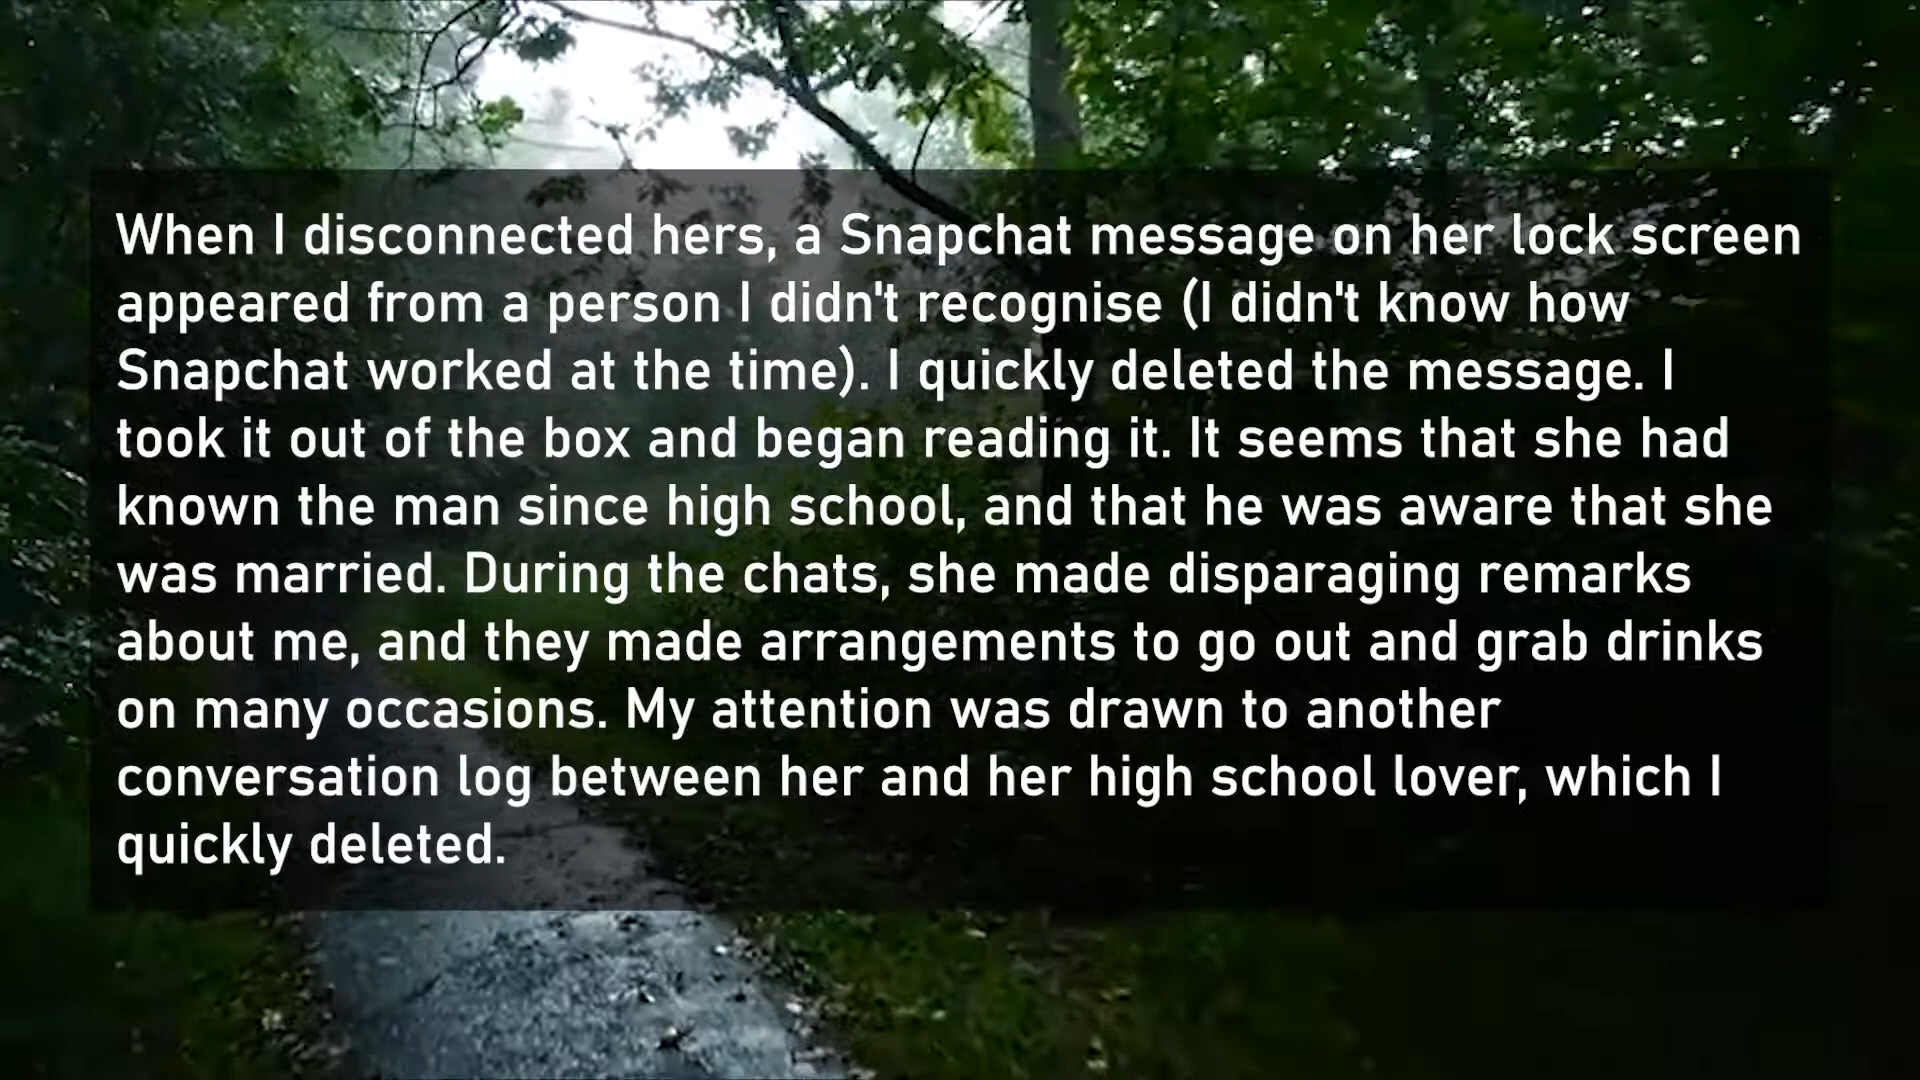 When I disconnected hers, a Snapchat message on her lock screen
appeared from a person I didn't recognise (I didn't know how
Snapchat worked at the time). I quickly deleted the message. I
took it out of the box and began reading it. It seems that she had
known the man since high school, and that he was aware that she
was married. During the chats, she made disparaging remarks
about me, and they made arrangements to go out and grab drinks
on many occasions. My attention was drawn to another
conversation log between her and her high school lover, which I
quickly deleted.